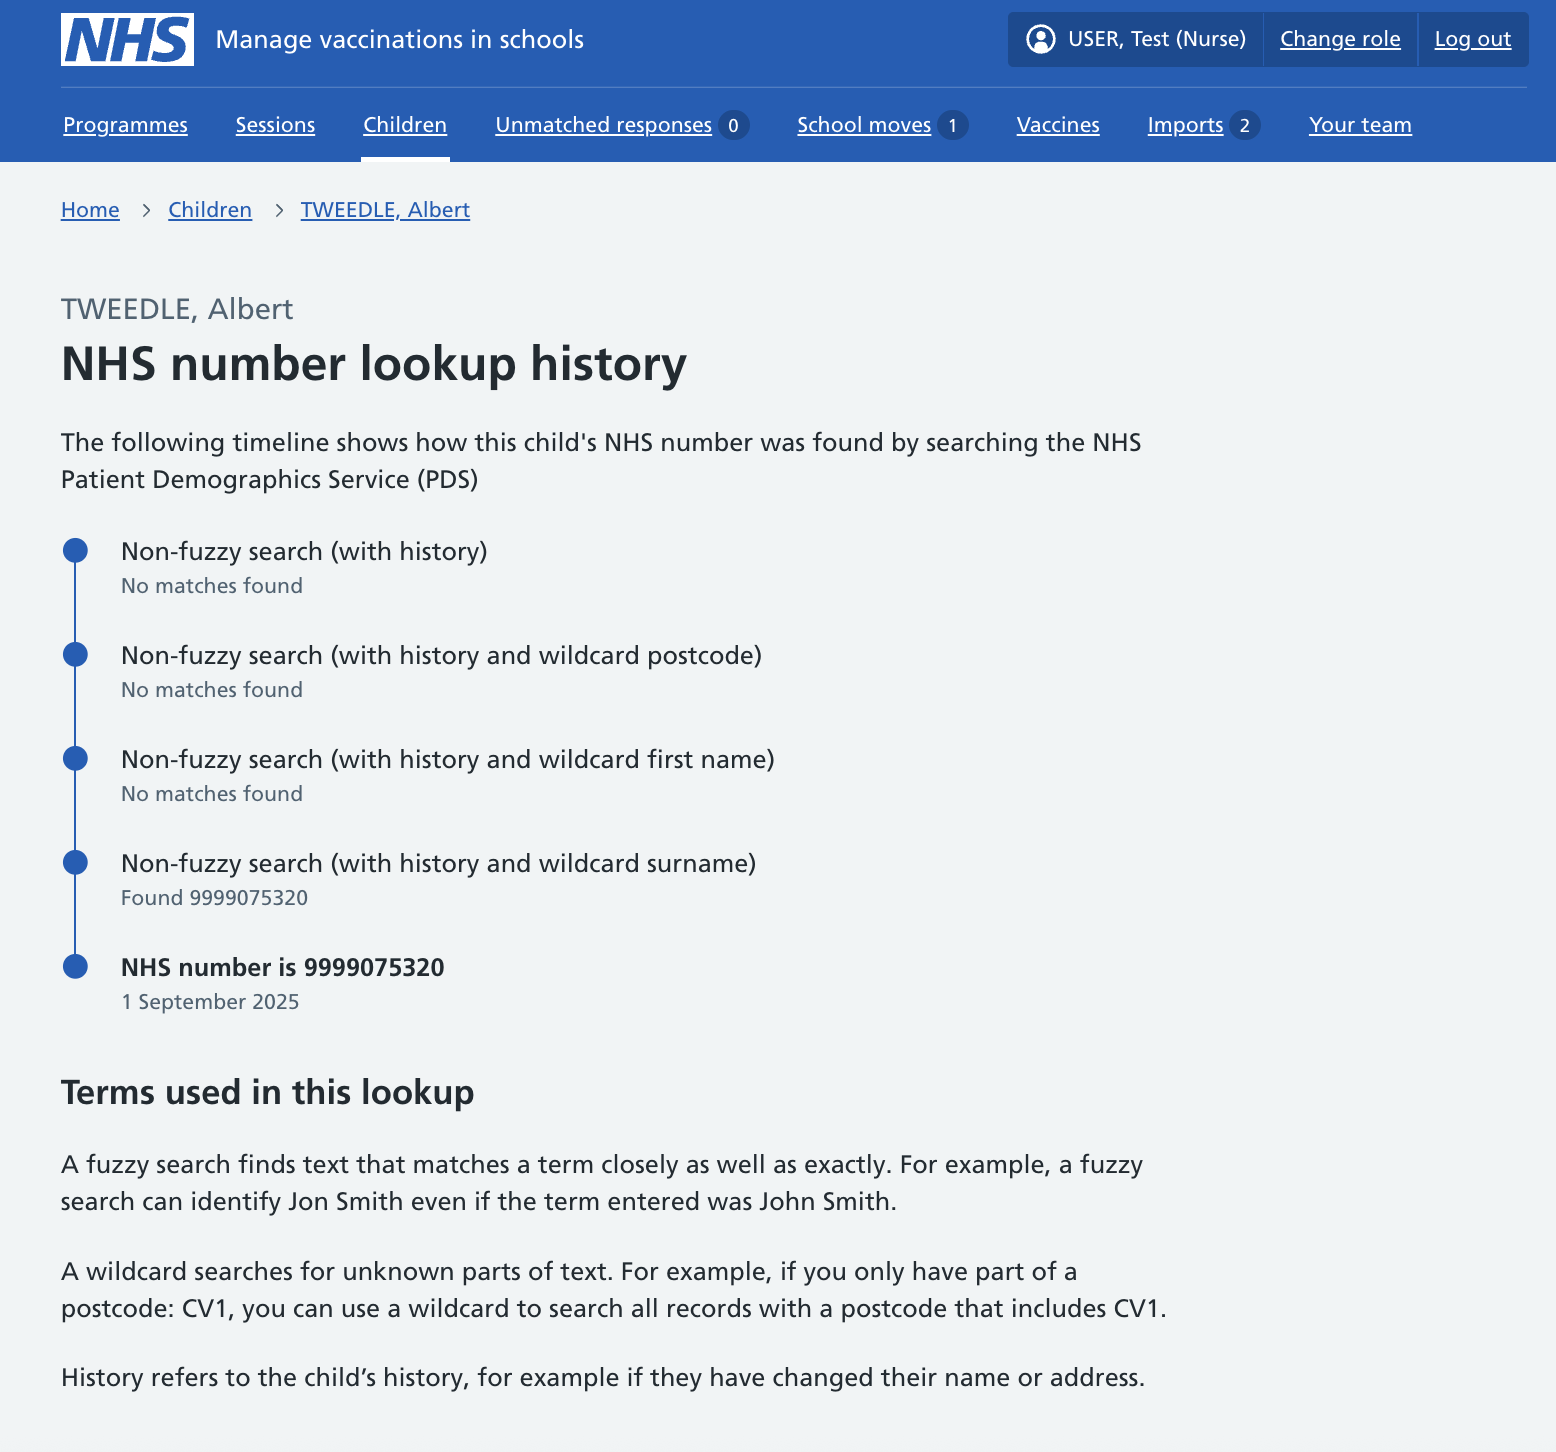 NHS Manage vaccinations in schools
USER, Test (Nurse) Change role Log out
Programmes Sessions Children Unmatched responses 0 School moves 1 Vaccines Imports 2 Your team
Home Children TWEEDLE, Albert
TWEEDLE, Albert
NHS number lookup history
The following timeline shows how this child's NHS number was found by searching the NHS
Patient Demographics Service (PDS)
Non-fuzzy search (with history)
No matches found
Non-fuzzy search (with history and wildcard postcode)
No matches found
Non-fuzzy search (with history and wildcard first name)
No matches found
Non-fuzzy search (with history and wildcard surname)
Found 9999075320
NHS number is 9999075320
1 September 2025
Terms used in this lookup
A fuzzy search finds text that matches a term closely as well as exactly. For example, a fuzzy
search can identify Jon Smith even if the term entered was John Smith.
A wildcard searches for unknown parts of text. For example, if you only have part of a
postcode: CV1, you can use a wildcard to search all records with a postcode that includes CV1.
History refers to the child’s history, for example if they have changed their name or address.